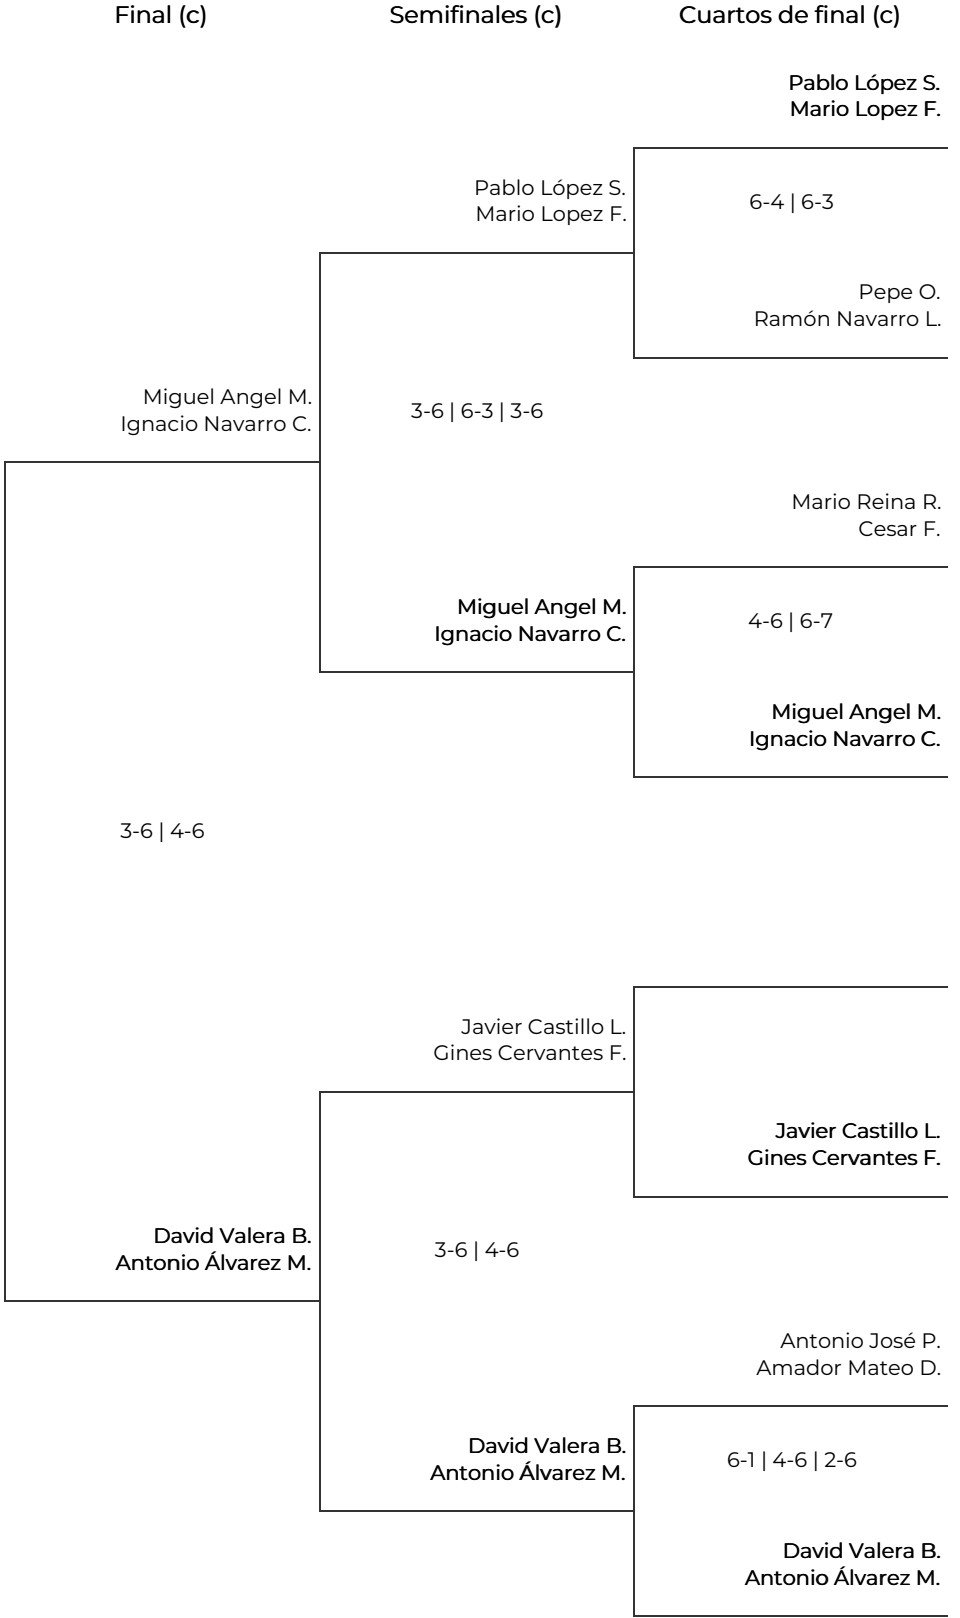 Final (c)
Semifinales (c)
Cuartos de final (c)
Pablo López S.
Mario Lopez F.
Pablo López S.
Mario Lopez F.
6-4 | 6-3
Pepe O.
Ramón Navarro L.
Miguel Angel M.
Ignacio Navarro C.
3-6 | 6-3 | 3-6
Mario Reina R.
Cesar F.
Miguel Angel M.
Ignacio Navarro C.
4-6 | 6-7
Miguel Angel M.
Ignacio Navarro C.
3-6 | 4-6
Javier Castillo L.
Gines Cervantes F.
Javier Castillo L.
Gines Cervantes F.
David Valera B.
Antonio Álvarez M.
3-6 | 4-6
Antonio José P.
Amador Mateo D.
David Valera B.
Antonio Álvarez M.
6-1 | 4-6 | 2-6
David Valera B.
Antonio Álvarez M.